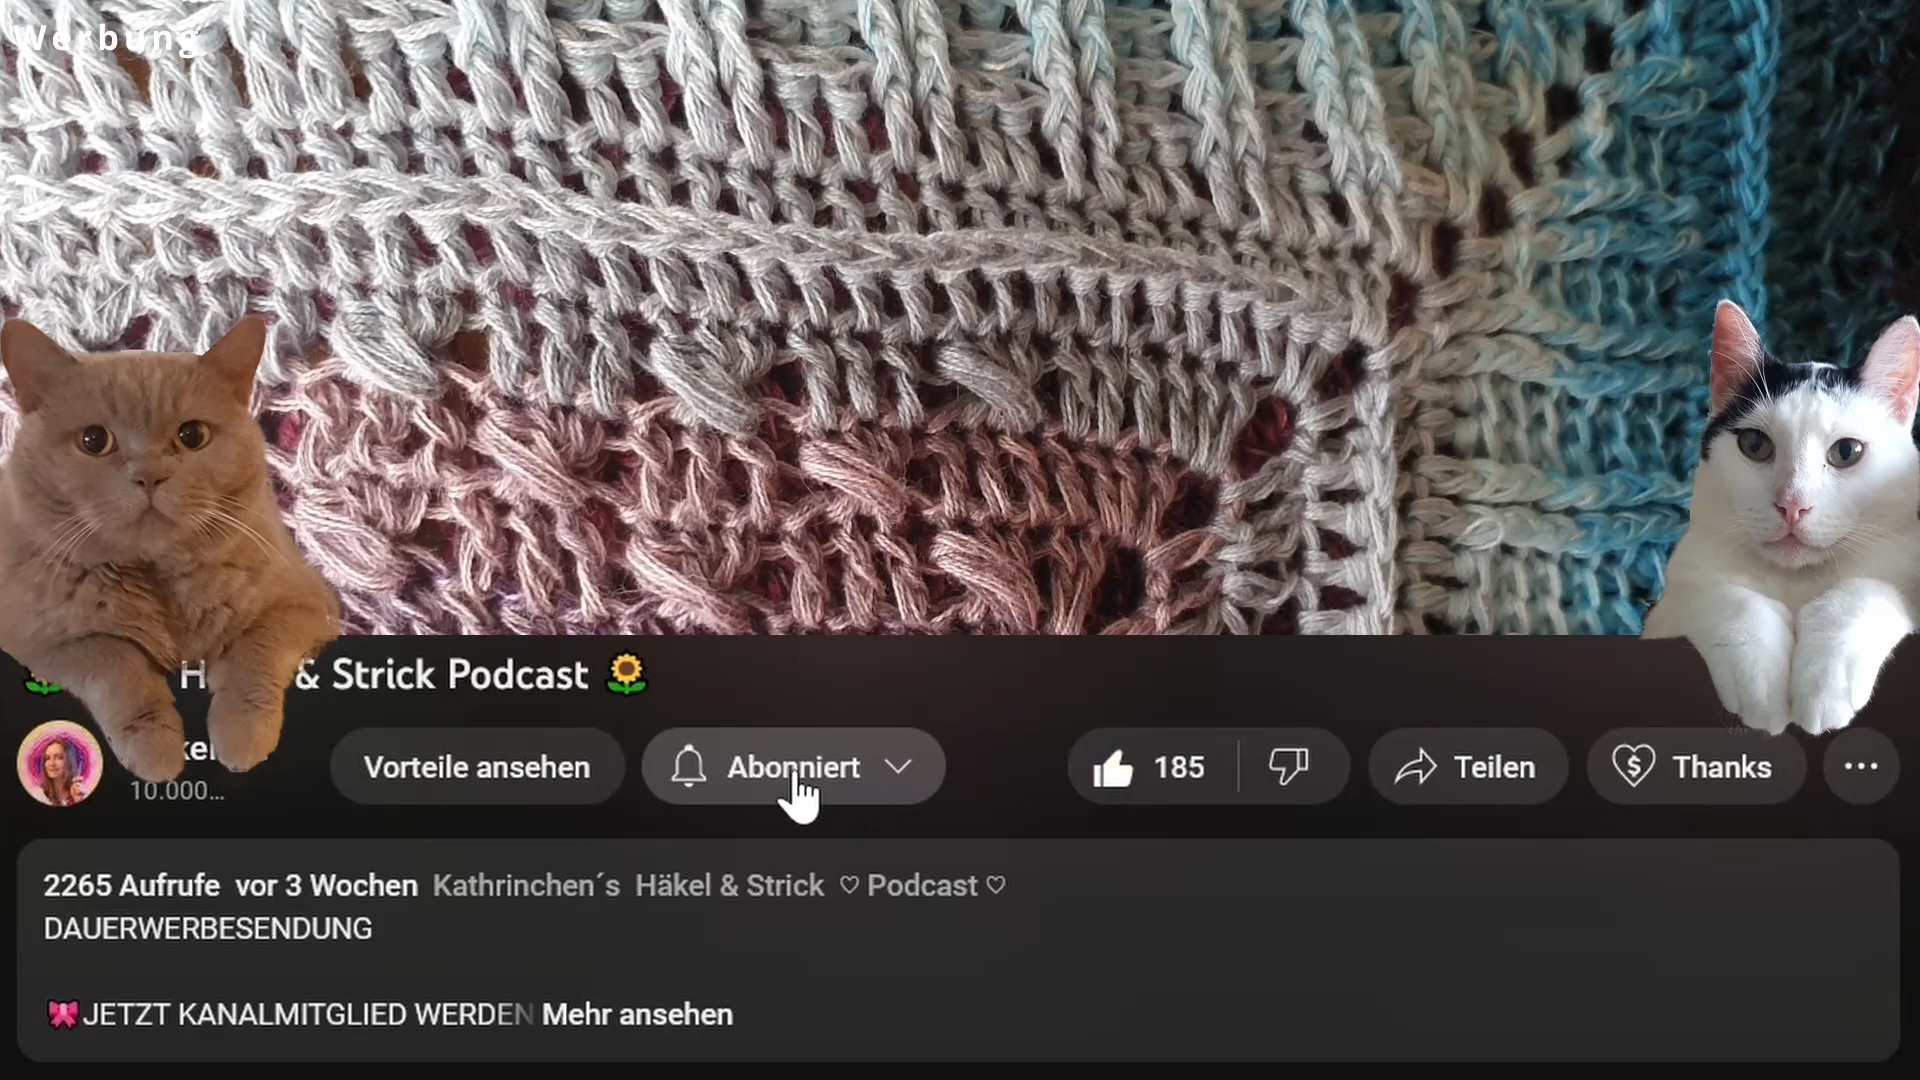 Werbung
& Strick Podcast 🌻
Vorteile ansehen
Abonniert
185
Teilen
Thanks
10.000...
2265 Aufrufe vor 3 Wochen Kathrinchen´s Häkel & Strick ♡ Podcast ♡
DAUERWERBESENDUNG
🎀JETZT KANALMITGLIED WERDEN Mehr ansehen